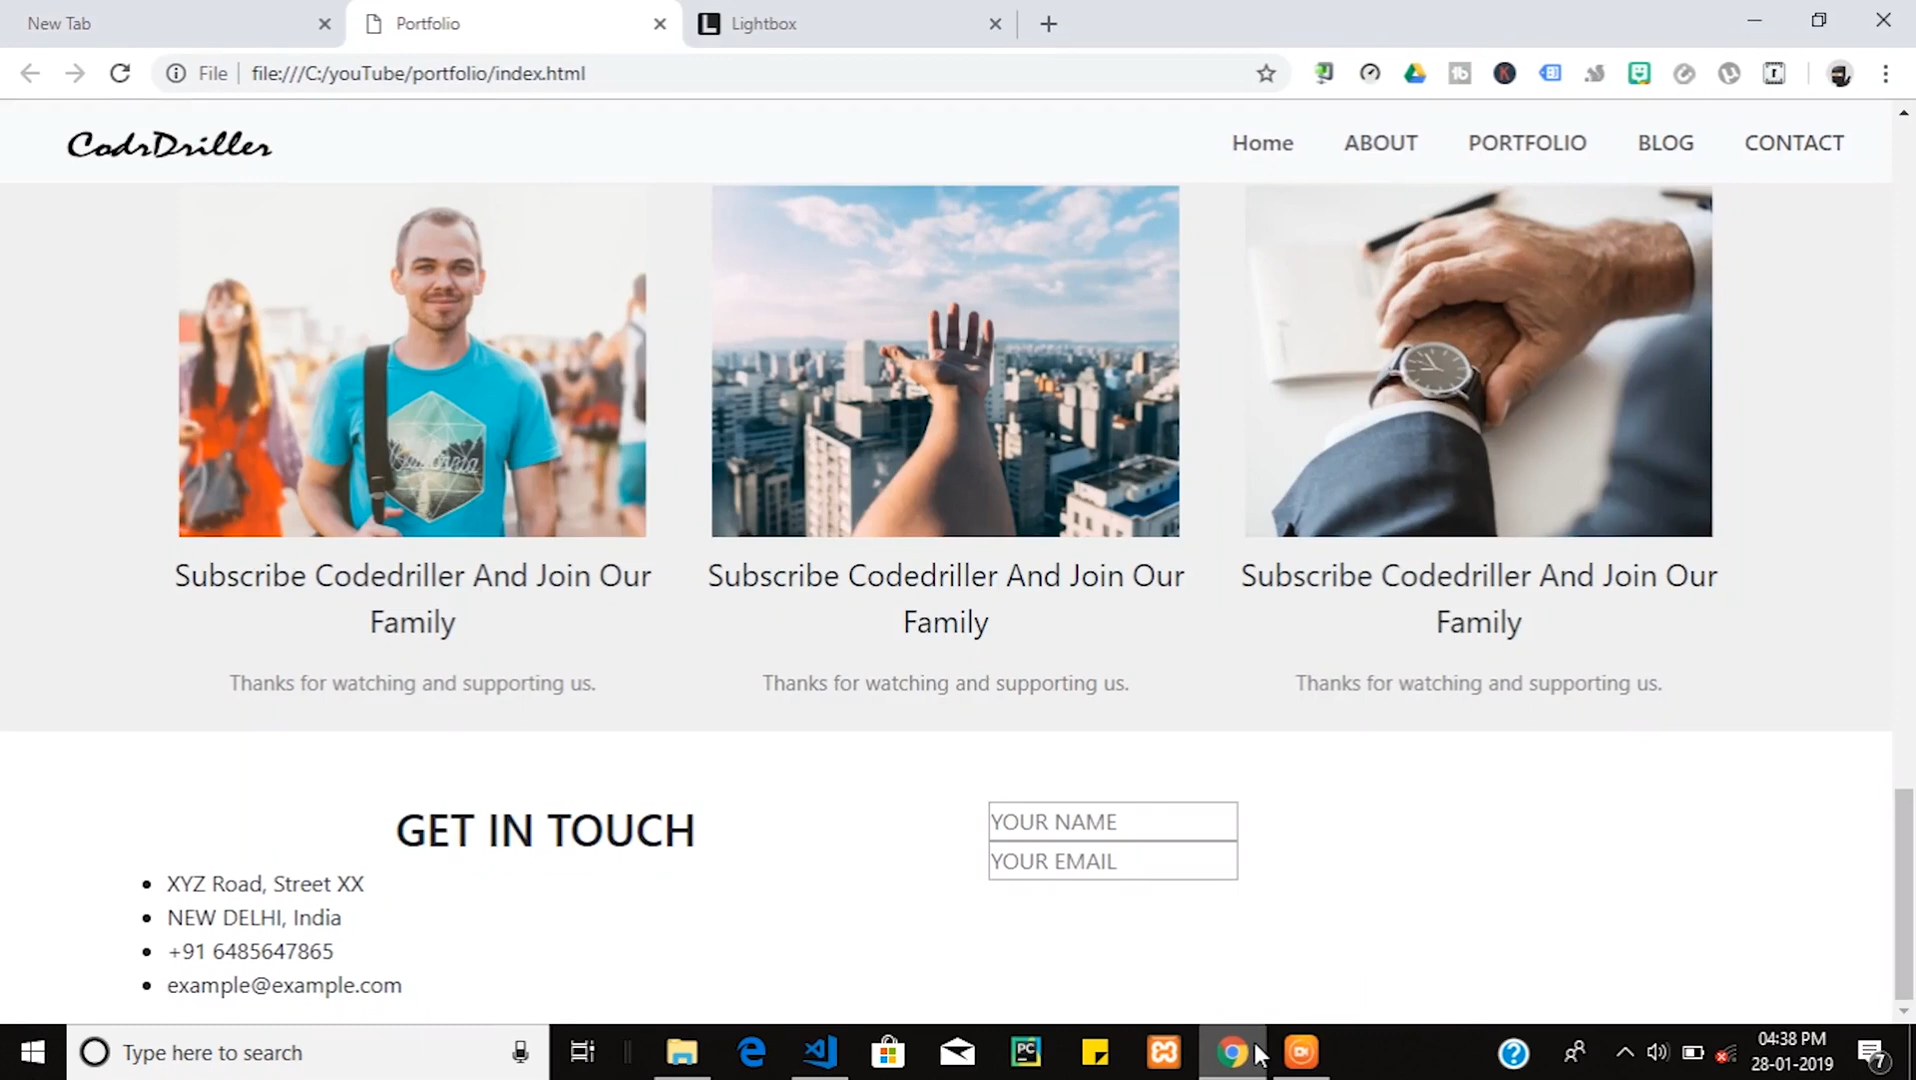 New Tab
Portfolio
Lightbox
File
file:///C:/youTube/portfolio/index.html
CodrDriller
Home
ABOUT
PORTFOLIO
BLOG
CONTACT
California
Subscribe Codedriller And Join Our
Family
Thanks for watching and supporting us.
Subscribe Codedriller And Join Our
Family
Thanks for watching and supporting us.
Subscribe Codedriller And Join Our
Family
Thanks for watching and supporting us.
GET IN TOUCH
XYZ Road, Street XX
NEW DELHI, India
+91 6485647865
example@example.com
YOUR NAME
YOUR EMAIL
Type here to search
PC
04:38 PM
28-01-2019
7